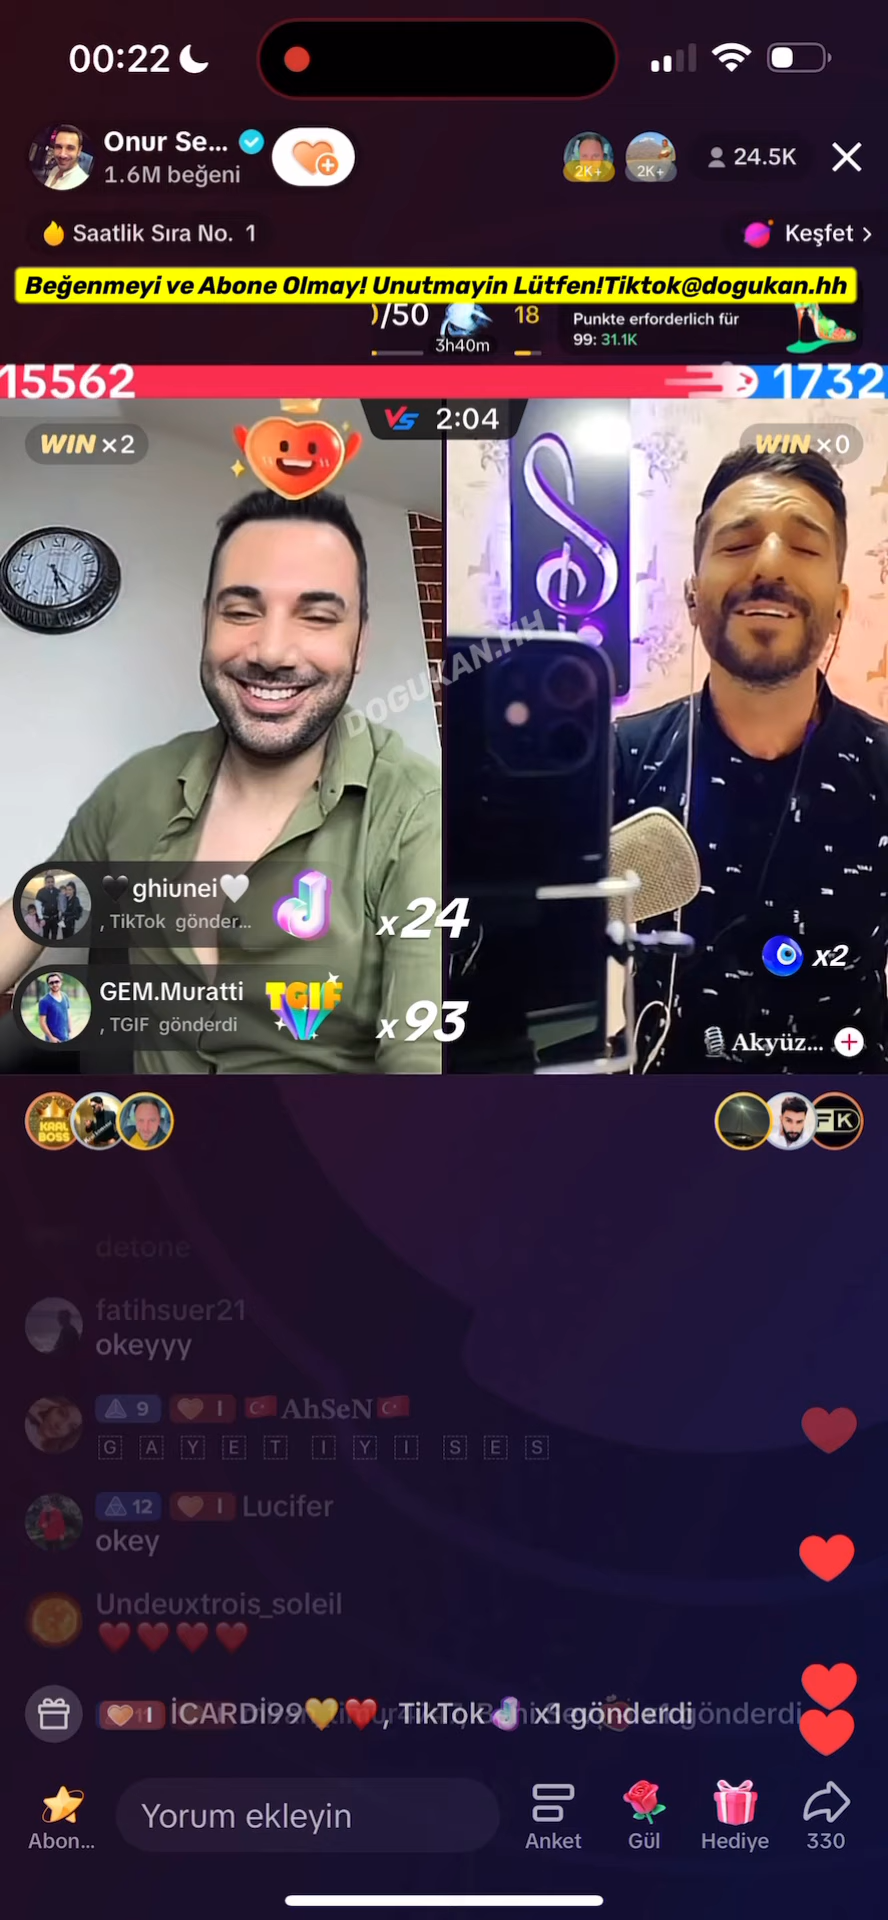 00:22
Onur Se...
1.6M beğeni
2K+
2K+
24.5K
Saatlik Sıra No. 1
Keşfet >
Beğenmeyi ve Abone Olmay! Unutmayin Lütfen!Tiktok@dogukan.hh
/50
3h40m
18
Punkte erforderlich für
99: 31.1K
15562
1732
VS 2:04
WIN x2
WIN x0
DOGUKAN.HH
🖤ghiunei🤍
, TikTok gönder...
x24
GEM.Muratti
, TGIF gönderdi
TGIF
x93
x2
Akyüz...
KRAL
BOSS
FK
detone
fatihsuer21
okeyyy
9
I
🇹🇷AhSeN🇹🇷
G A Y E T I Y I S E S
12
I
Lucifer
okey
Undeuxtrois_soleil
❤️❤️❤️❤️
I
İCARDİ99💛❤️, TikTok x1 gönderdi
gönderdi
Abon...
Yorum ekleyin
Anket
Gül
Hediye
330